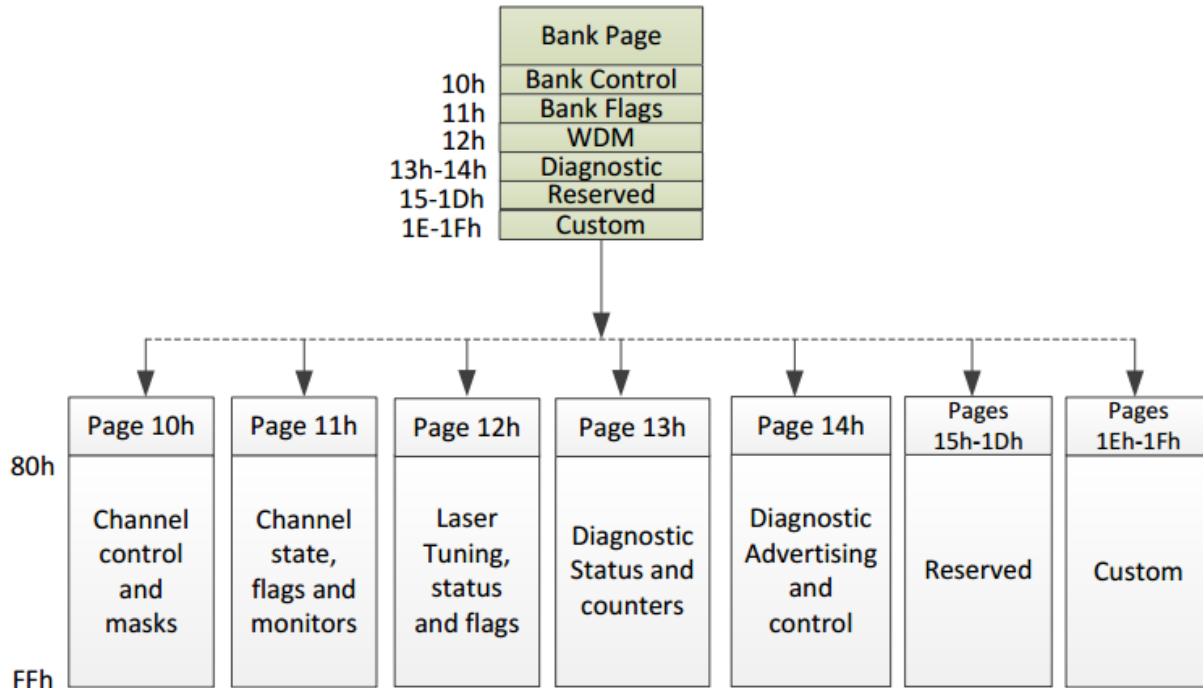 Bank Page
10h Bank Control
11h Bank Flags
12h WDM
13h-14h Diagnostic
15-1Dh Reserved
1E-1Fh Custom
Page 10h
Page 11h
Page 12h
Page 13h
Page 14h
Pages
15h-1Dh
Pages
1Eh-1Fh
80h
Channel
control
and
masks
Channel
state,
flags and
monitors
Laser
Tuning,
status
and flags
Diagnostic
Status and
counters
Diagnostic
Advertising
and
control
Reserved
Custom
FFh